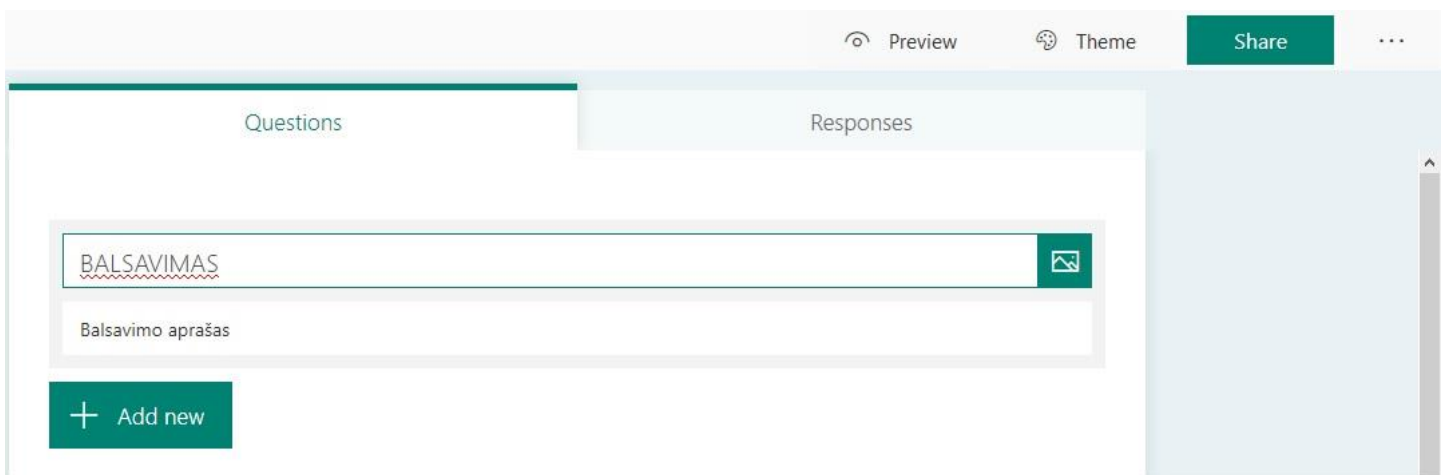 Preview Theme Share ...
Questions Responses
BALSAVIMAS
Balsavimo aprašas
Add new